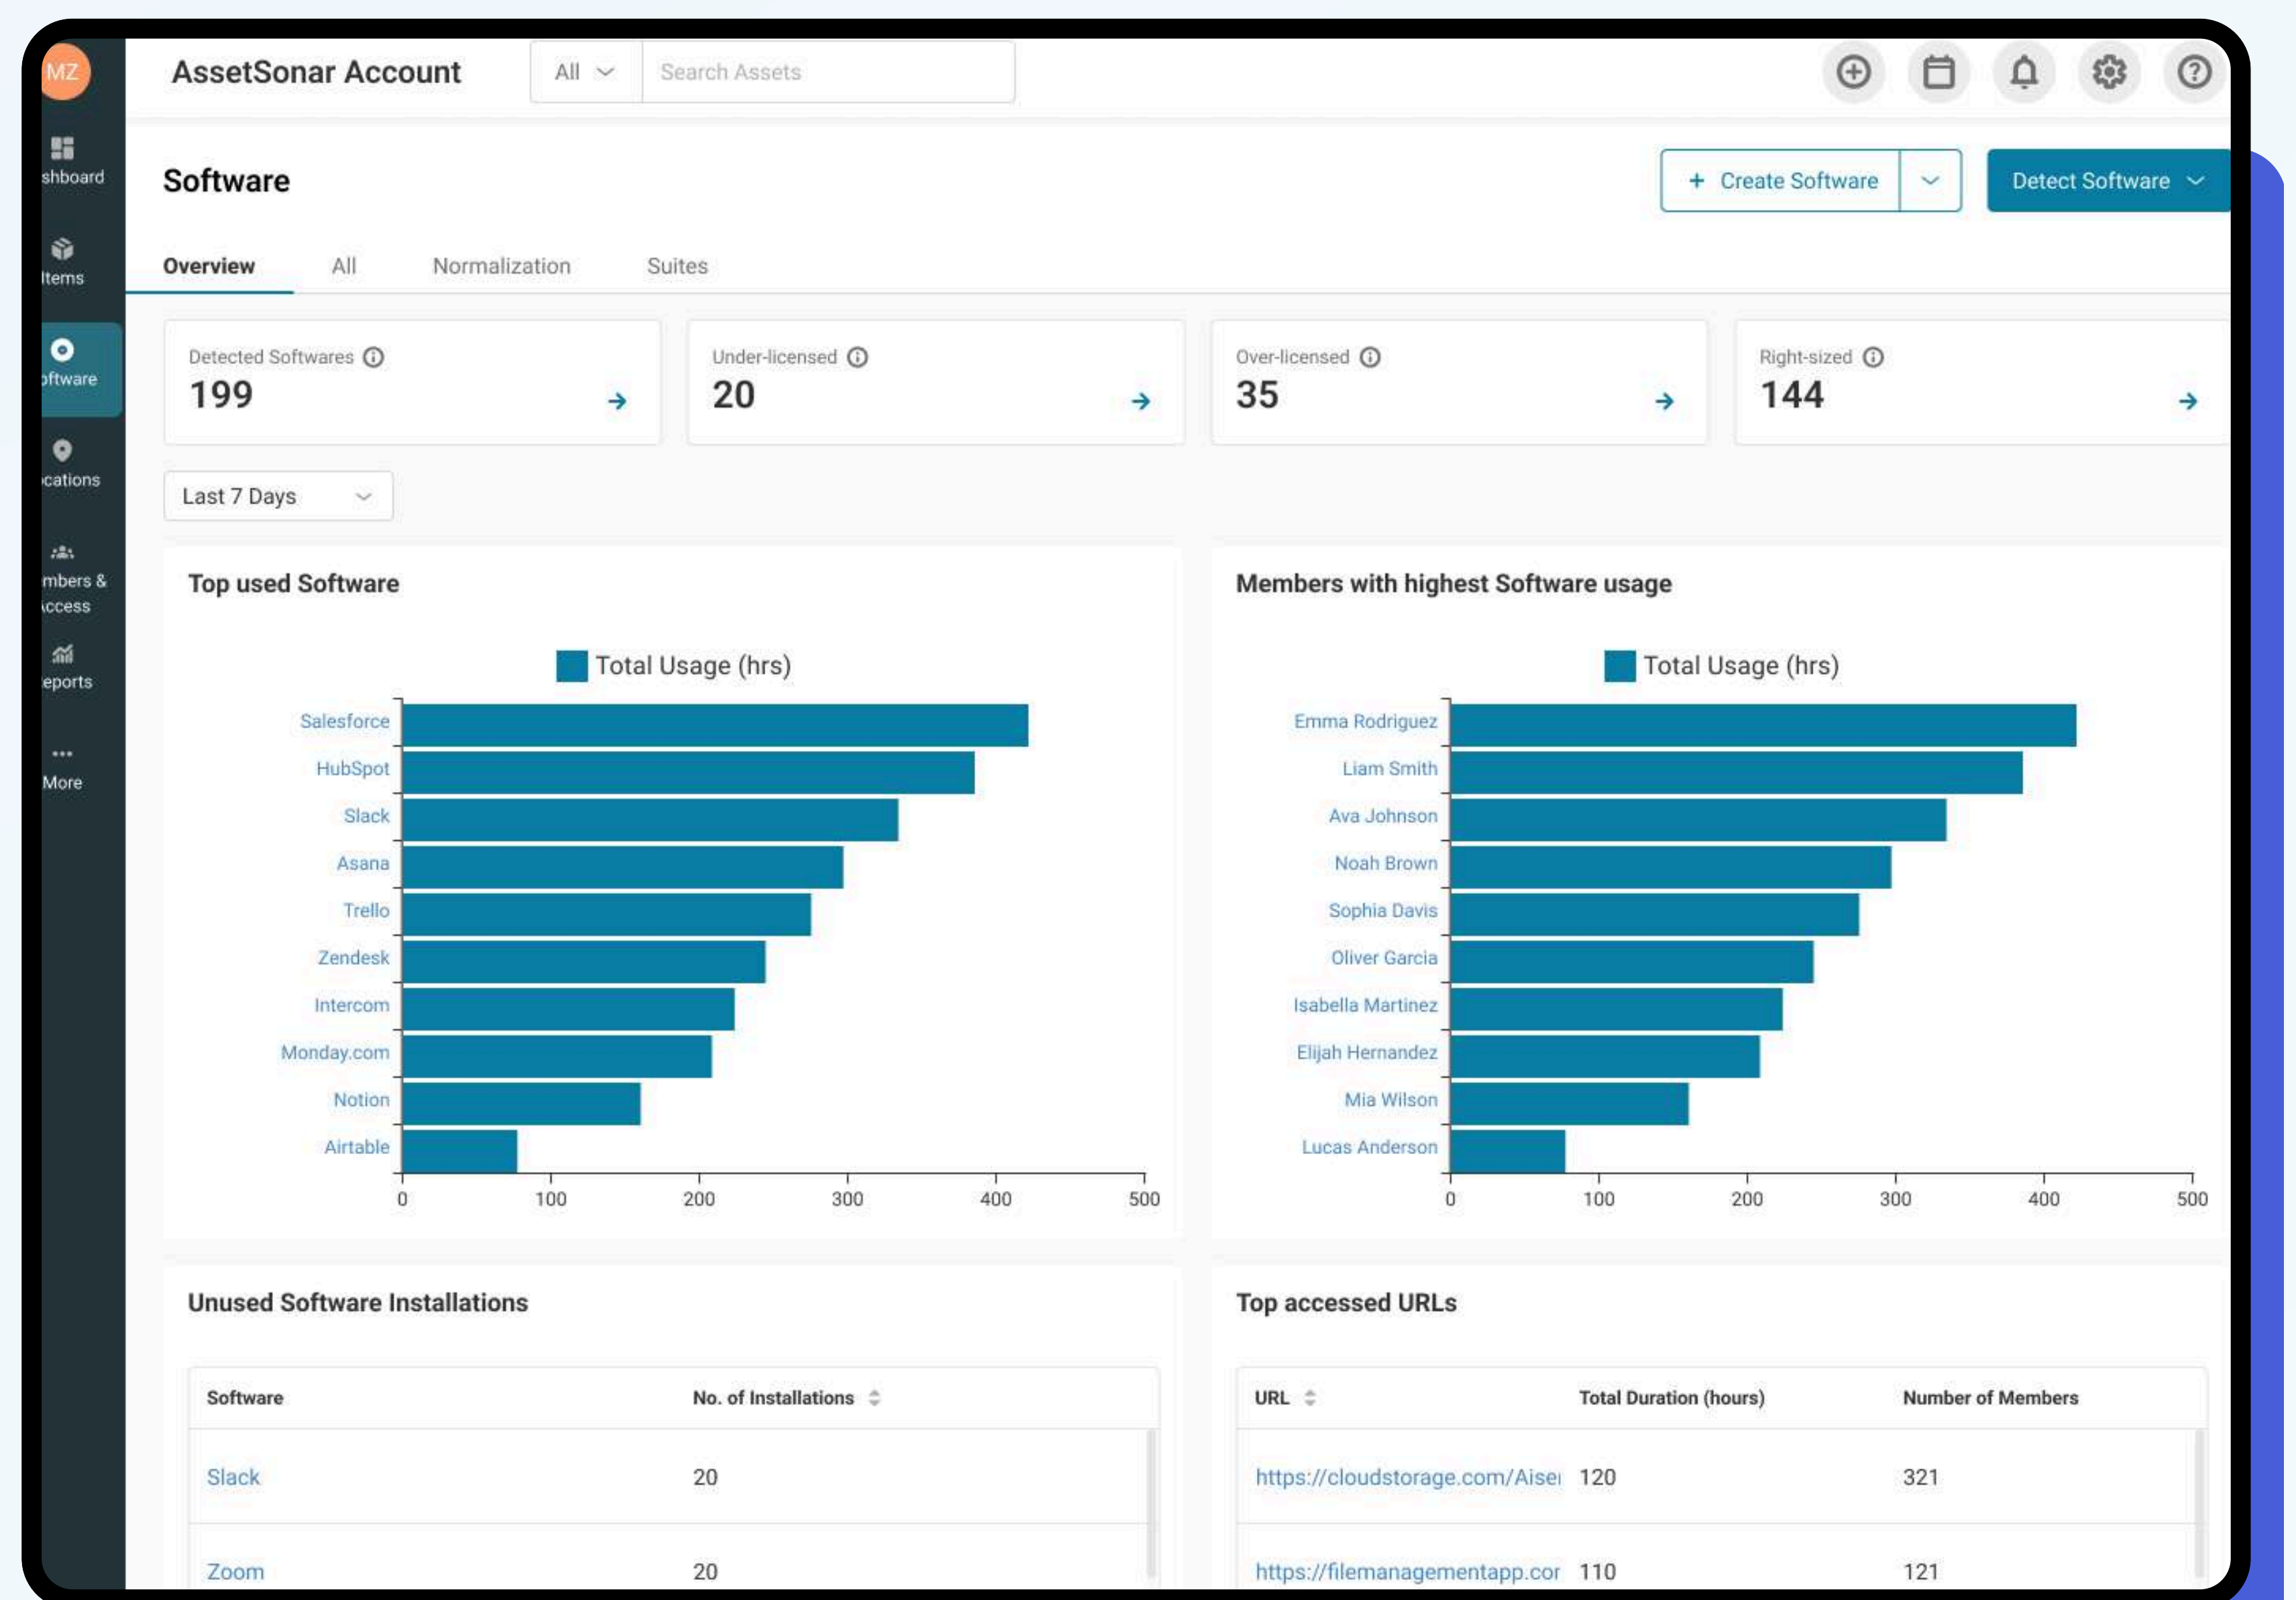 MZ
AssetSonar Account
All
Search Assets
shboard
Items
oftware
cations
mbers &
ccess
eports
More
Software
+ Create Software
Detect Software
Overview
All
Normalization
Suites
Detected Softwares
199
Under-licensed
20
Over-licensed
35
Right-sized
144
Last 7 Days
Top used Software
Total Usage (hrs)
Salesforce
HubSpot
Slack
Asana
Trello
Zendesk
Intercom
Monday.com
Notion
Airtable
0 100 200 300 400 500
Members with highest Software usage
Total Usage (hrs)
Emma Rodriguez
Liam Smith
Ava Johnson
Noah Brown
Sophia Davis
Oliver Garcia
Isabella Martinez
Elijah Hernandez
Mia Wilson
Lucas Anderson
0 100 200 300 400 500
Unused Software Installations
Software No. of Installations
Slack 20
Zoom 20
Top accessed URLs
URL Total Duration (hours) Number of Members
https://cloudstorage.com/Aise 120 321
https://filemanagementapp.cor 110 121